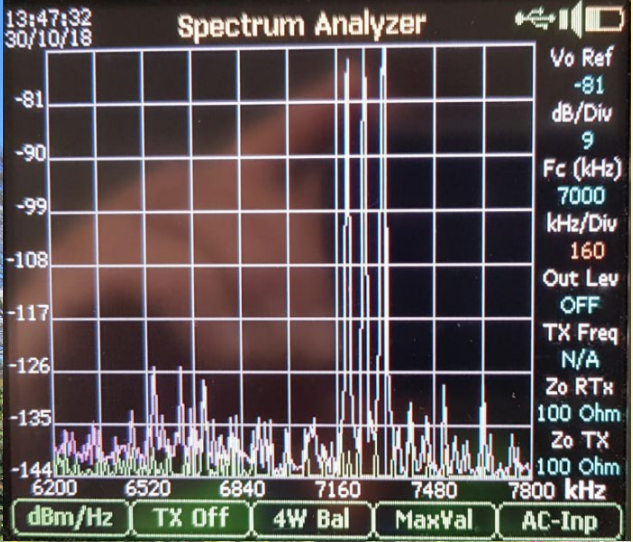 13:47:32
30/10/18
Spectrum Analyzer
Vo Ref
-81
dB/Div
9
Fc (kHz)
7000
kHz/Div
160
Out Lev
OFF
TX Freq
N/A
Zo RTx
100 Ohm
Zo TX
100 Ohm
-81
-90
-99
-108
-117
-126
-135
-144
6200 6520 6840 7160 7480 7800 kHz
dBm/Hz TX Off 4W Bal MaxVal AC-Inp